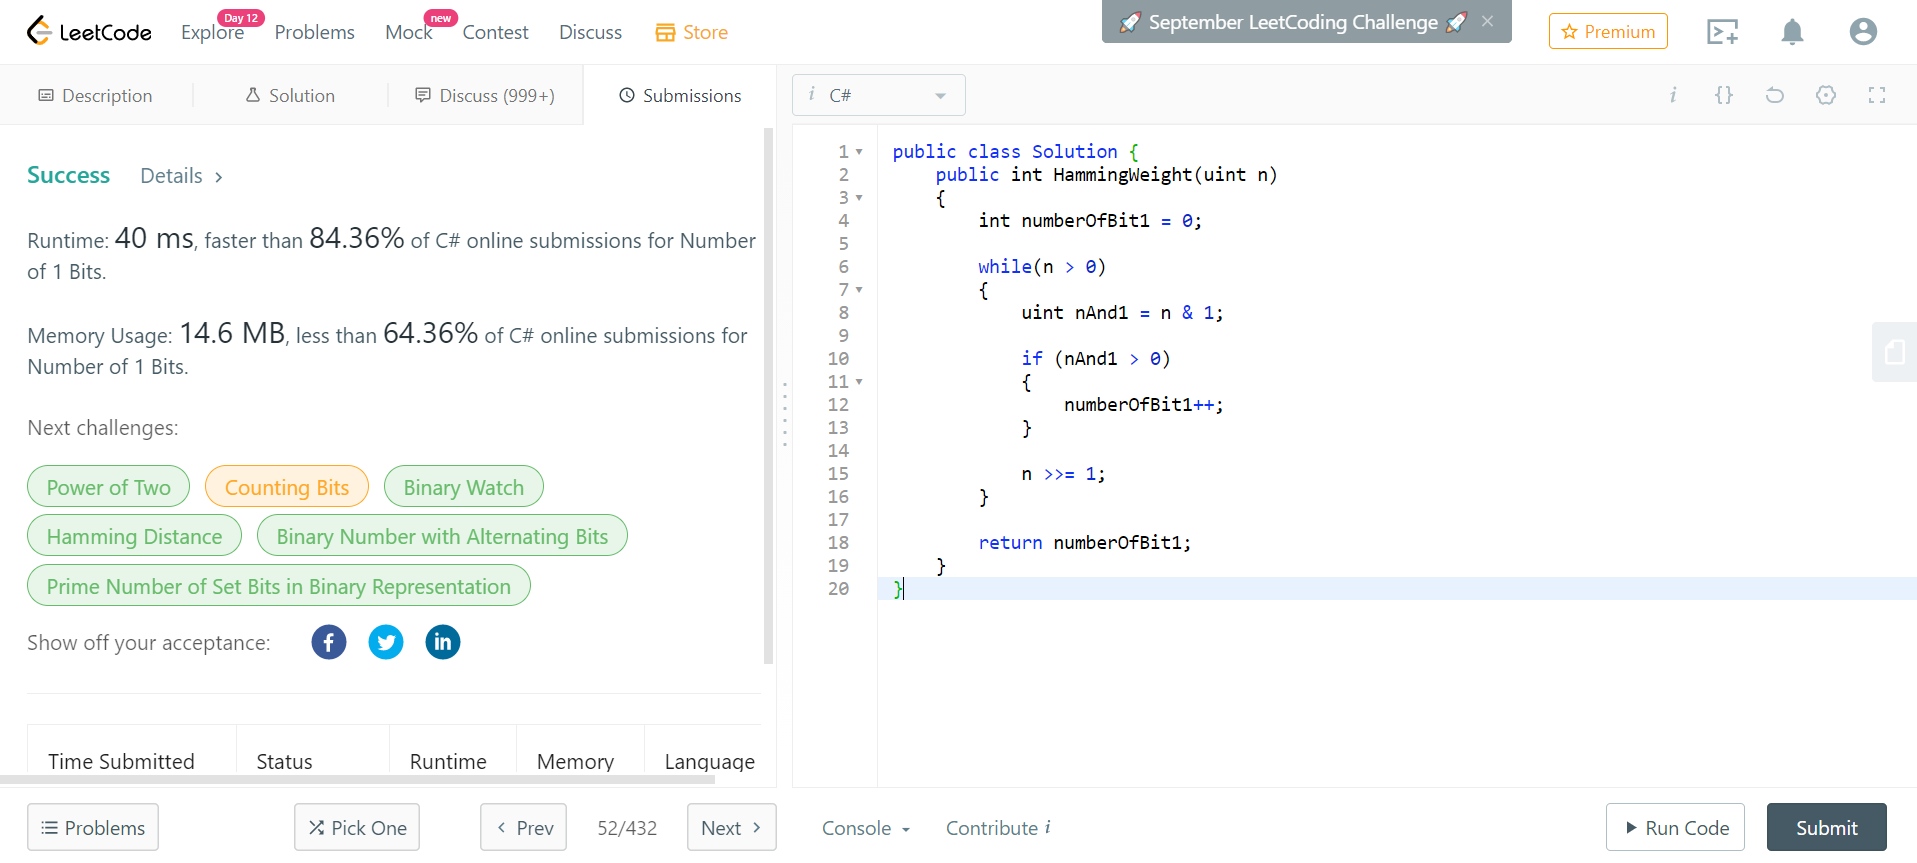 LeetCode
Explore
Day 12
Problems
Mock
new
Contest
Discuss
Store
🚀 September LeetCoding Challenge 🚀 ×
Premium
Description
Solution
Discuss (999+)
Submissions
i C#
i {}
Success
Details >
Runtime: 40 ms, faster than 84.36% of C# online submissions for Number
of 1 Bits.
Memory Usage: 14.6 MB, less than 64.36% of C# online submissions for
Number of 1 Bits.
Next challenges:
Power of Two
Counting Bits
Binary Watch
Hamming Distance
Binary Number with Alternating Bits
Prime Number of Set Bits in Binary Representation
Show off your acceptance:
Time Submitted
Status
Runtime
Memory
Language
1 public class Solution {
2     public int HammingWeight(uint n)
3     {
4         int numberOfBit1 = 0;
5
6         while(n > 0)
7         {
8             uint nAnd1 = n & 1;
9
10             if (nAnd1 > 0)
11             {
12                 numberOfBit1++;
13             }
14
15             n >>= 1;
16         }
17
18         return numberOfBit1;
19     }
20 }
Problems
Pick One
< Prev
52/432
Next >
Console
Contribute i
Run Code
Submit